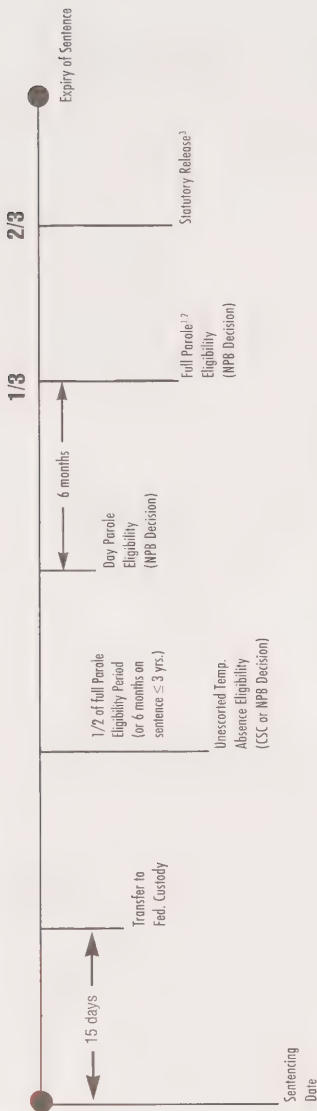 1/3
2/3
15 days
6 months
Sentencing
Date
Transfer to
Fed. Custody
1/2 of full Parole
Eligibility Period
(or 6 months on
sentence ≤ 3 yrs.)
Unescorted Temp.
Absence Eligibility
(CSC or NPB Decision)
Day Parole
Eligibility
(NPB Decision)
Full Parole
Eligibility
(NPB Decision)
Statutory Release³
Expiry of Sentence